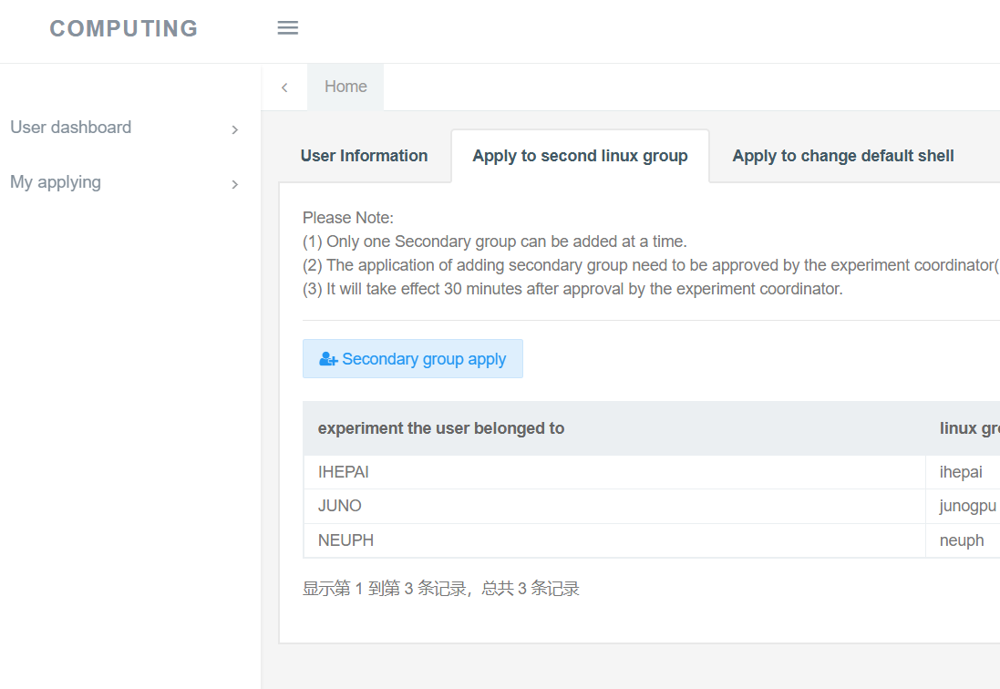 COMPUTING
Home
User dashboard
My applying
User Information
Apply to second linux group
Apply to change default shell
Please Note:
(1) Only one Secondary group can be added at a time.
(2) The application of adding secondary group need to be approved by the experiment coordinator(
(3) It will take effect 30 minutes after approval by the experiment coordinator.
Secondary group apply
experiment the user belonged to linux gr
IHEPAI ihepai
JUNO junogpu
NEUPH neuph
显示第 1 到第 3 条记录，总共 3 条记录